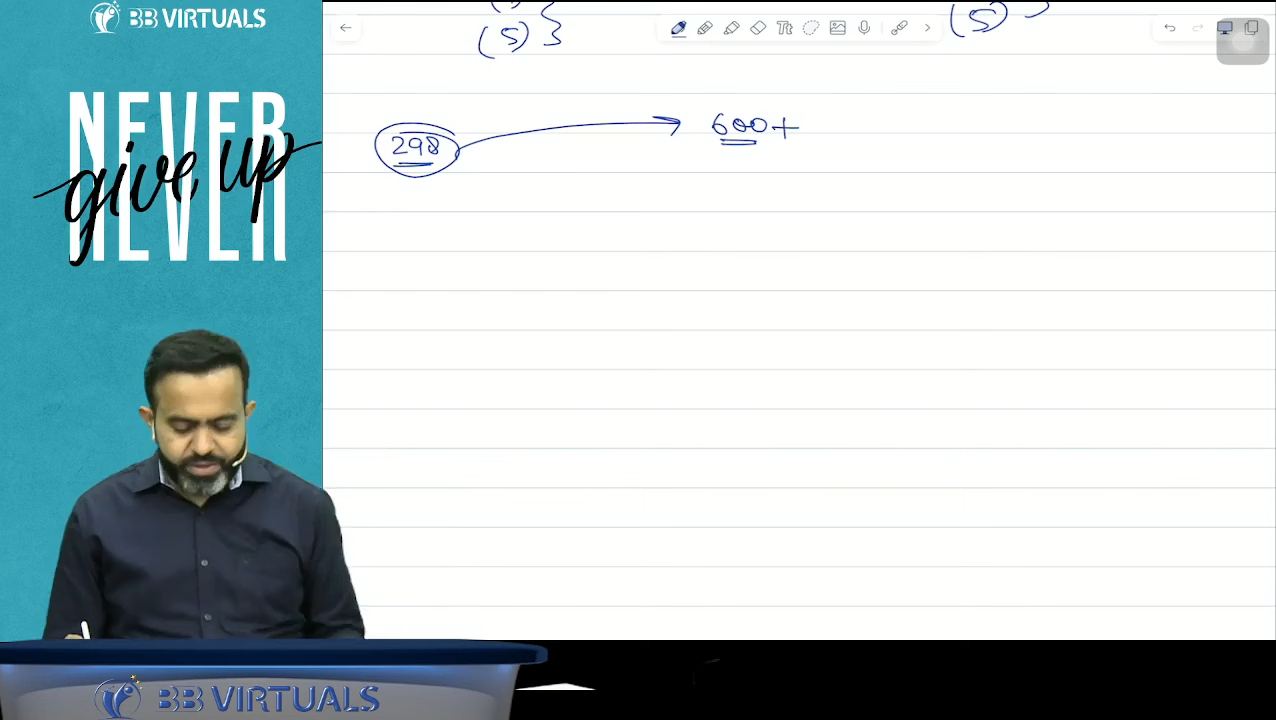 BB VIRTUALS
(5) }
(5) }
298 → 600+
NEVER
give up
NEVER
BB VIRTUALS